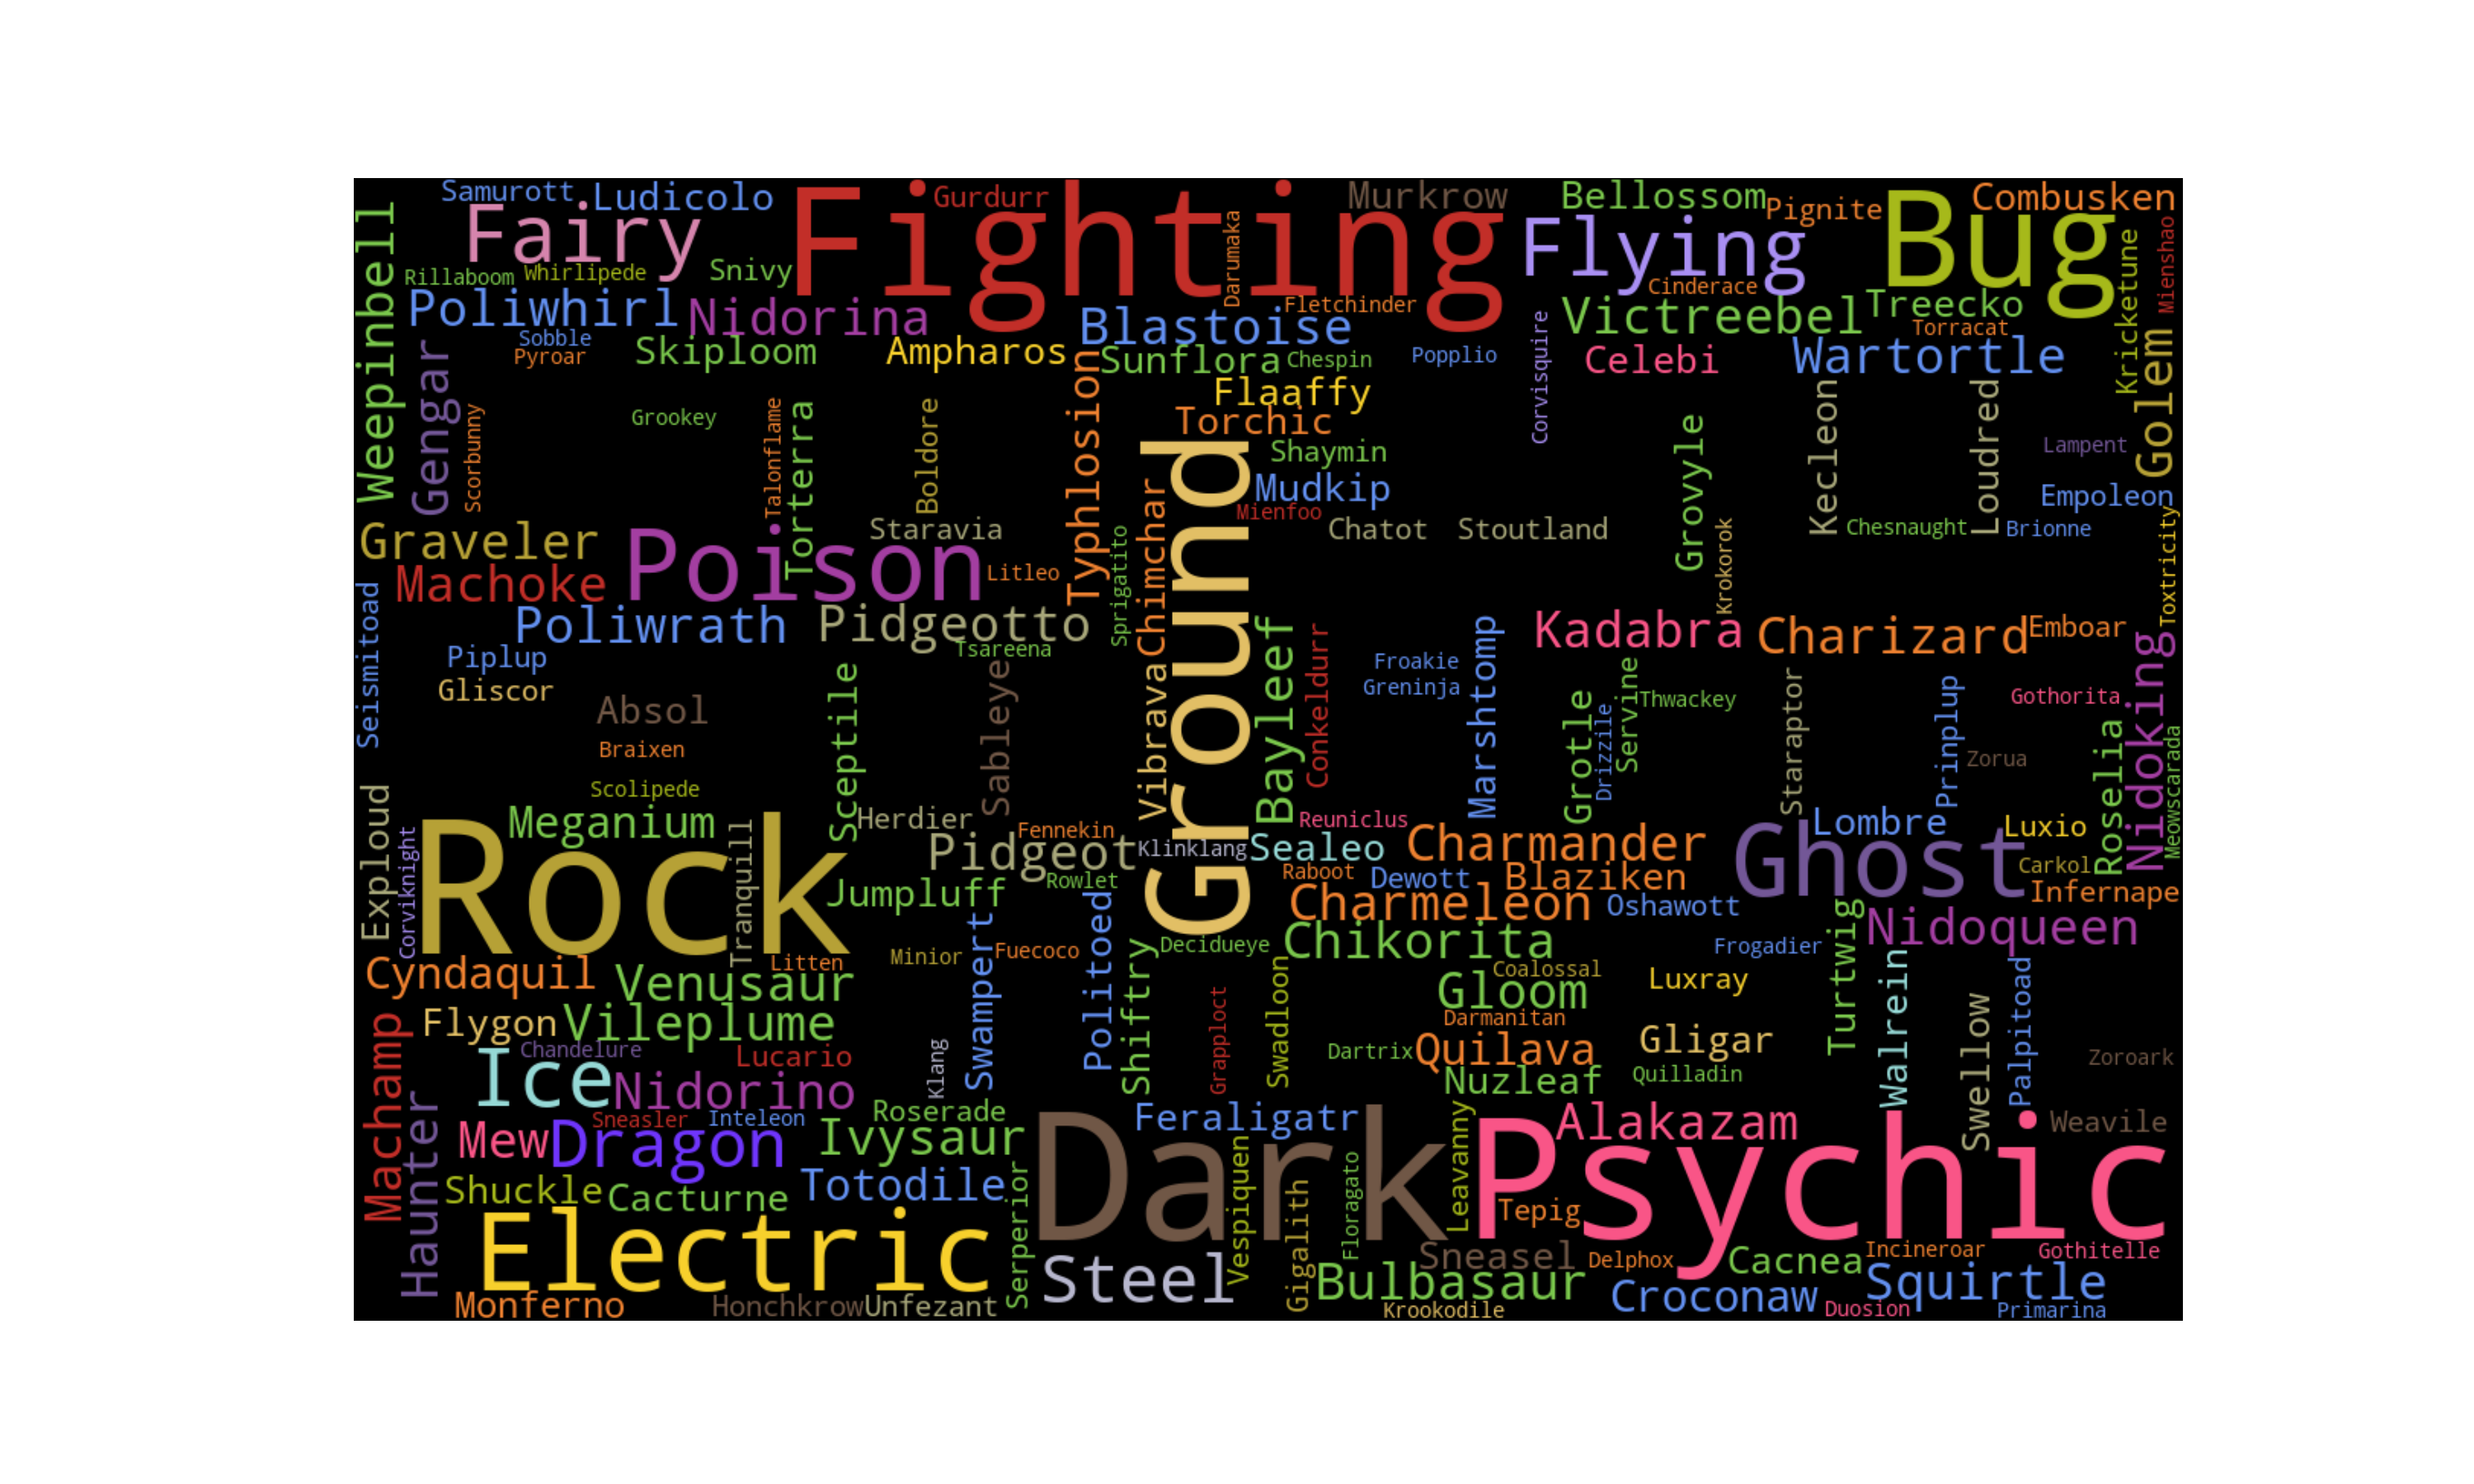 Samurott
Ludicolo
Fighting
Gurdurr
Murkrow
Bellossom
Pignite
Bug
Combusken
Fairy
Flying
Weepinbell
Rillaboom
Whirlipede
Snivy
Darumaka
Cinderace
Kricketune
Mienshao
Poliwhirl
Nidorina
Blastoise
Fletchinder
Victreebel
Treecko
Torracat
Sobble
Pyroar
Skiploom
Ampharos
Sunflora
Chespin
Popplio
Corvisquire
Celebi
Wartortle
Golem
Gengar
Flaaffy
Torchic
Scorbunny
Grookey
Talonflame
Torterra
Boldore
Typhlosion
Ground
Shaymin
Mudkip
Mienfoo
Grovyle
Kecleon
Loudred
Lampent
Empoleon
Graveler
Poison
Staravia
Chimchar
Chatot
Stoutland
Krokorok
Chesnaught
Brionne
Toxtricity
Machoke
Litleo
Sprigatito
Seismitoad
Poliwrath
Pidgeotto
Tsareena
Bayleef
Conkeldurr
Marshtomp
Kadabra
Charizard
Emboar
Piplup
Gliscor
Absol
Braixen
Sceptile
Sableye
Vibrava
Froakie
Greninja
Grotle
Drizzile
Servine
Thwackey
Staraptor
Prinplup
Zorua
Gothorita
Roselia
Nidoking
Meowscarada
Scolipede
Exploud
Corviknight
Rock
Meganium
Tranquill
Herdier
Fennekin
Pidgeot
Klinklang
Sealeo
Reuniclus
Charmander
Ghost
Lombre
Luxio
Carkol
Jumpluff
Rowlet
Raboot
Dewott
Blaziken
Infernape
Charmeleon
Oshawott
Turtwig
Nidoqueen
Cyndaquil
Venusaur
Litten
Minior
Swampert
Fuecoco
Politoed
Shiftry
Decidueye
Chikorita
Frogadier
Flygon
Vileplume
Grapploct
Swadloon
Gloom
Coalossal
Luxray
Walrein
Swellow
Palpitoad
Darmanitan
Machamp
Chandelure
Lucario
Klang
Dartrix
Quilava
Gligar
Zoroark
Ice
Nidorino
Nuzleaf
Quilladin
Haunter
Sneasler
Inteleon
Roserade
Dark
Feraligatr
Leavanny
Psychic
Alakazam
Weavile
Mew
Dragon
Ivysaur
Shuckle
Cacturne
Totodile
Serperior
Vespiquen
Gigalith
Floragato
Tepig
Electric
Steel
Sneasel
Delphox
Cacnea
Incineroar
Gothitelle
Bulbasaur
Croconaw
Squirtle
Monferno
Honchkrow
Unfezant
Krookodile
Duosion
Primarina